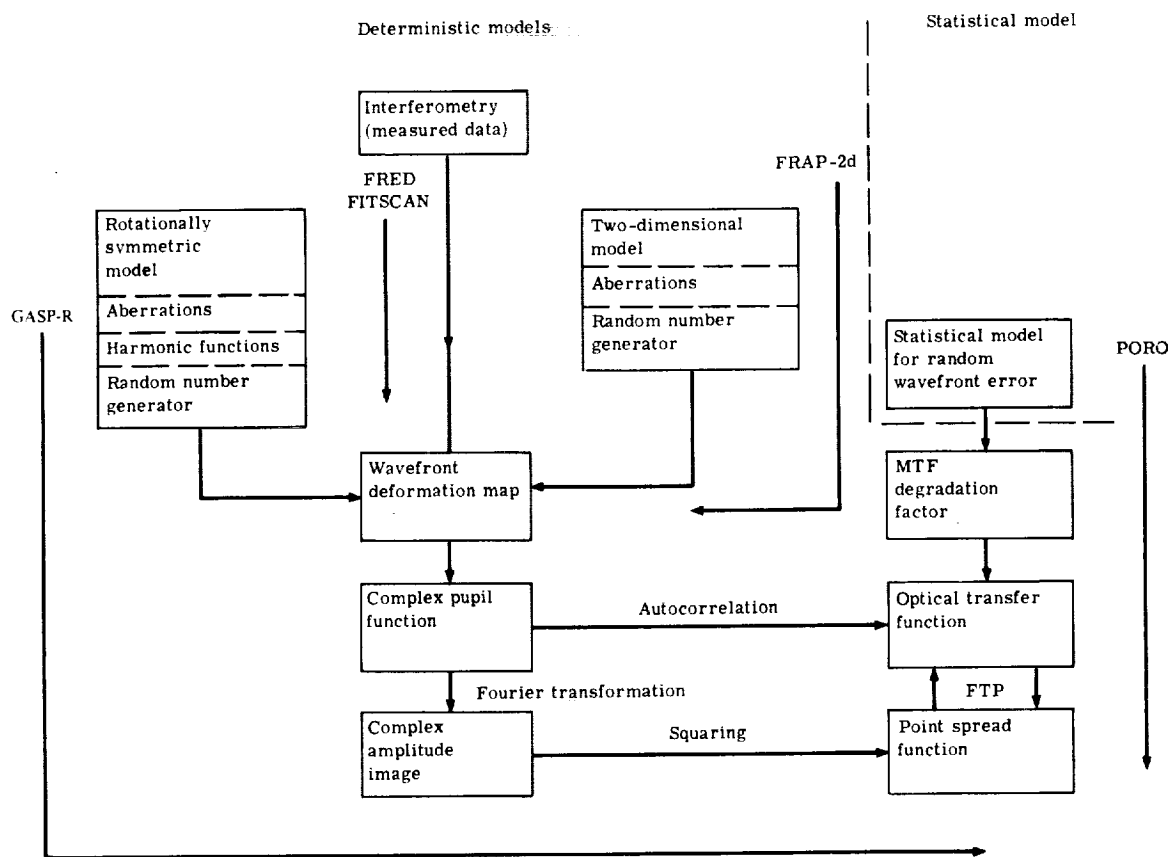 Deterministic models
Statistical model
Interferometry
(measured data)
FRED
FITSCAN
FRAP-2d
Rotationally
symmetric
model
Aberrations
Harmonic functions
Random number
generator
Two-dimensional
model
Aberrations
Random number
generator
GASP-R
Statistical model
for random
wavefront error
PORO
Wavefront
deformation map
MTF
degradation
factor
Complex pupil
function
Autocorrelation
Optical transfer
function
Fourier transformation
FTP
Complex
amplitude
image
Squaring
Point spread
function